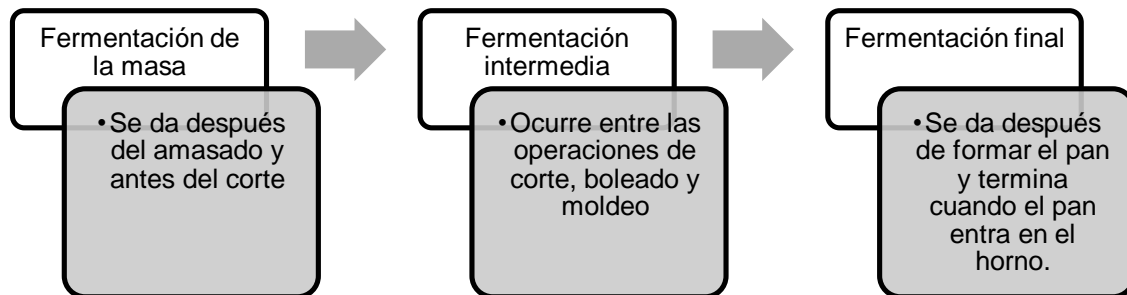 Fermentación de
la masa
•Se da después
del amasado y
antes del corte
Fermentación
intermedia
•Ocurre entre las
operaciones de
corte, boleado y
moldeo
Fermentación final
•Se da después
de formar el pan
y termina
cuando el pan
entra en el
horno.